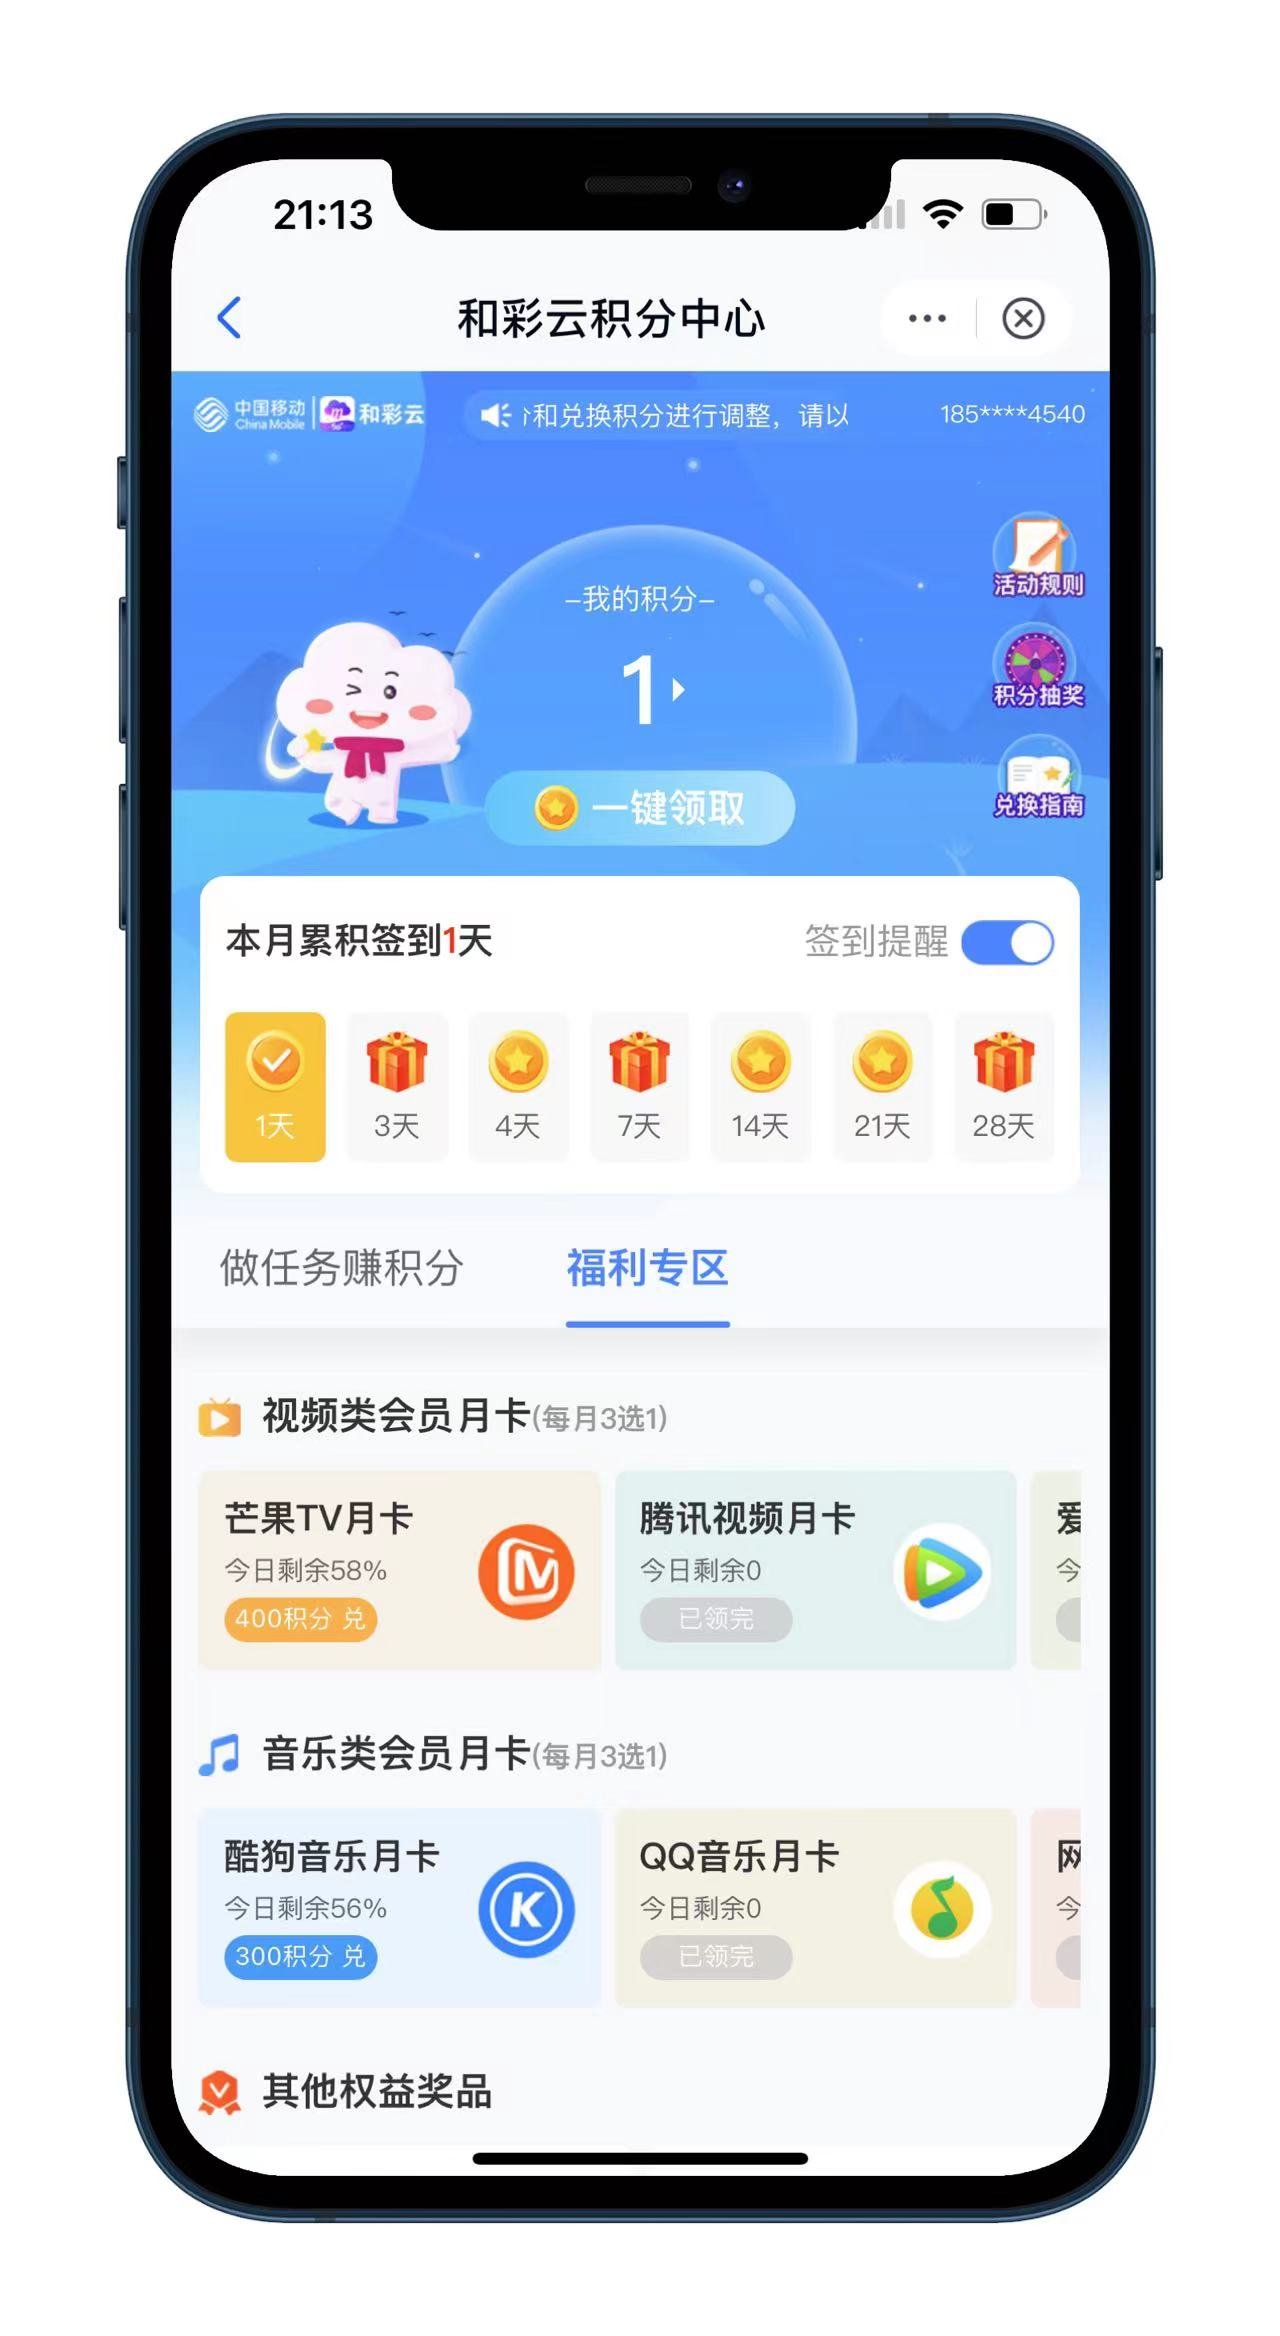 21:13
和彩云积分中心
中国移动
China Mobile
和彩云
和兑换积分进行调整，请以
185****4540
活动规则
–我的积分–
1
积分抽奖
一键领取
兑换指南
本月累积签到1天
签到提醒
1天
3天
4天
7天
14天
21天
28天
做任务赚积分
福利专区
视频类会员月卡(每月3选1)
芒果TV月卡
今日剩余58%
400积分 兑
腾讯视频月卡
今日剩余0
已领完
爱
今
音乐类会员月卡(每月3选1)
酷狗音乐月卡
今日剩余56%
300积分 兑
QQ音乐月卡
今日剩余0
已领完
网
今
其他权益奖品